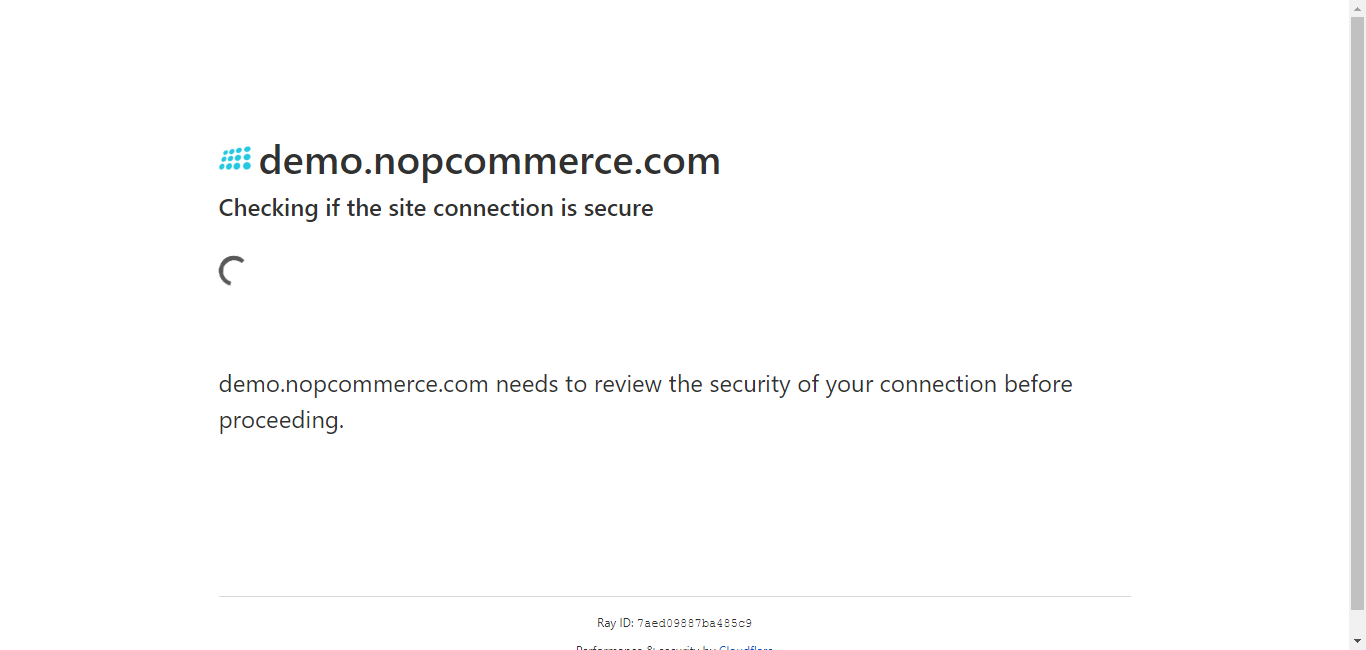 demo.nopcommerce.com
Checking if the site connection is secure
demo.nopcommerce.com needs to review the security of your connection before
proceeding.
Ray ID: 7aed09887ba485c9
Performance & security by Cloudflare